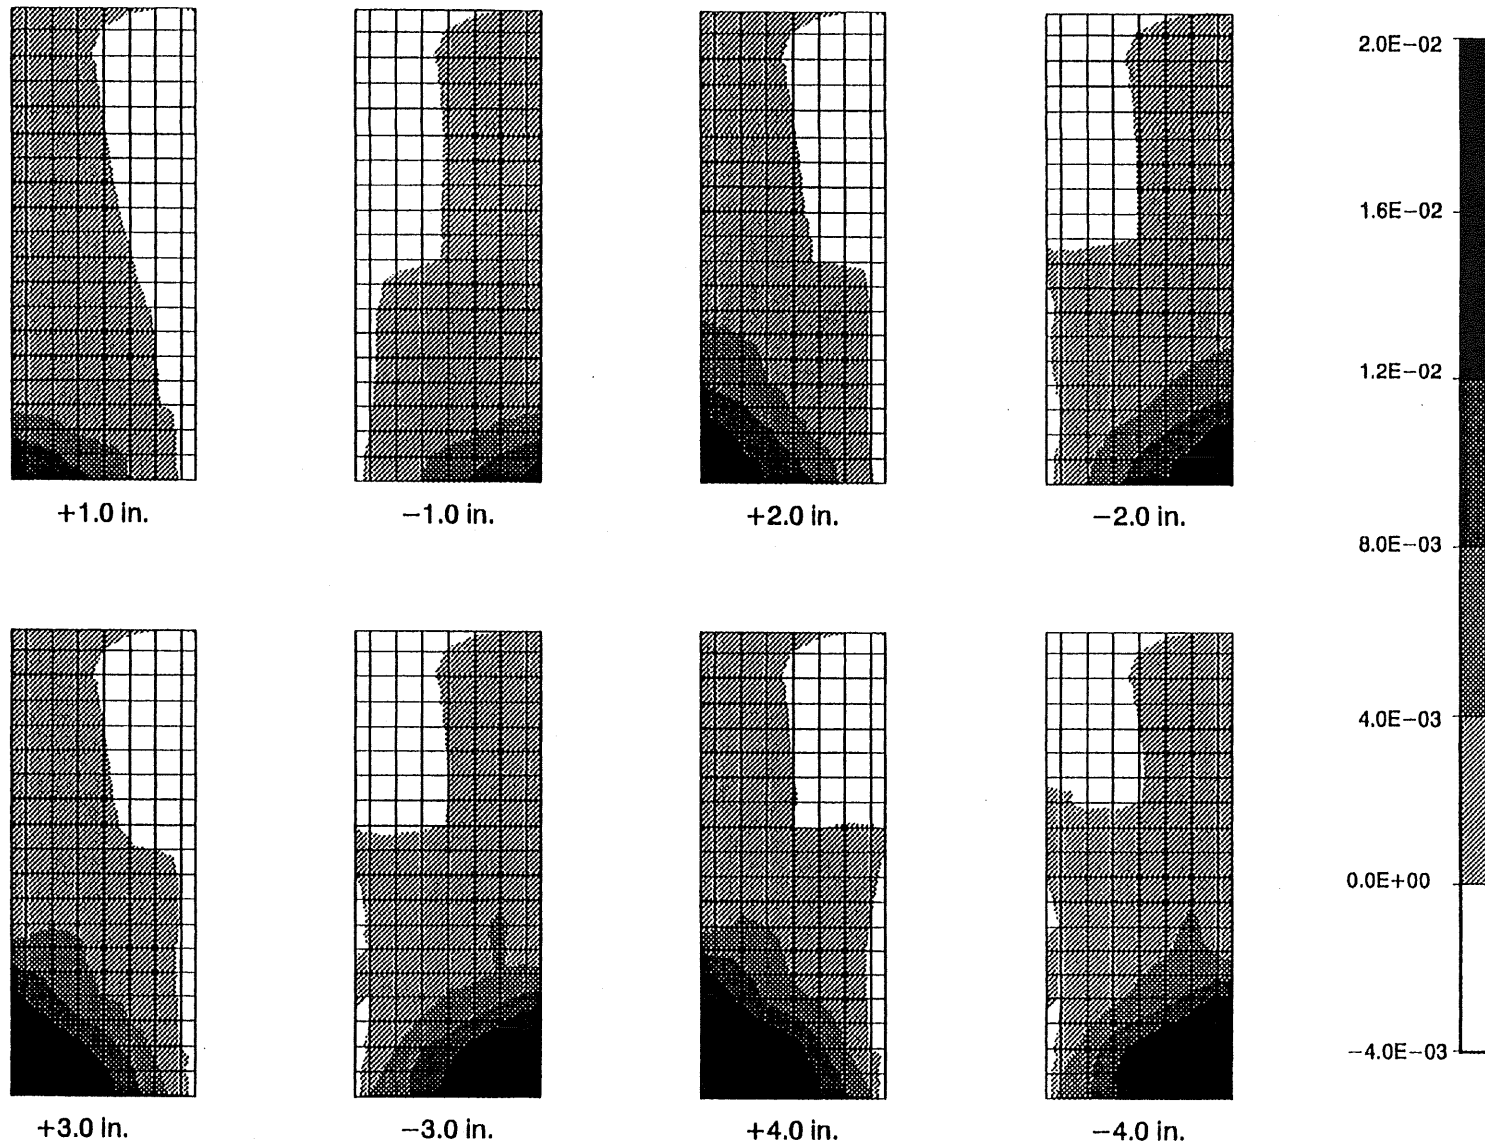 +1.0 in.
−1.0 in.
+2.0 in.
−2.0 in.
+3.0 in.
−3.0 in.
+4.0 in.
−4.0 in.
2.0E−02
1.6E−02
1.2E−02
8.0E−03
4.0E−03
0.0E+00
−4.0E−03